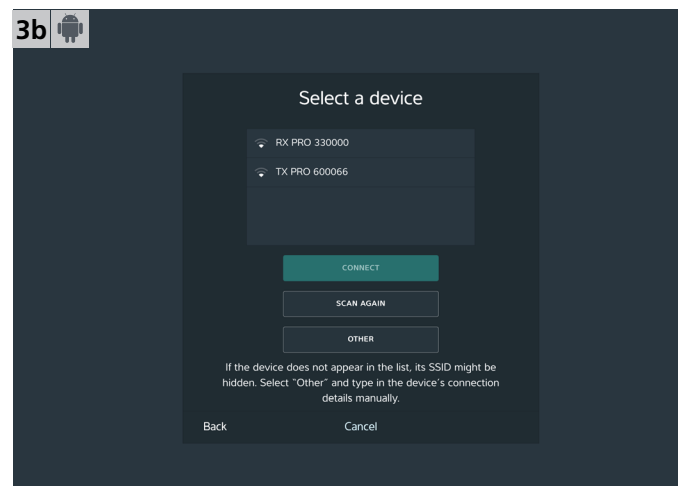 3b
Select a device
RX PRO 330000
TX PRO 600066
CONNECT
SCAN AGAIN
OTHER
If the device does not appear in the list, its SSID might be
hidden. Select "Other" and type in the device's connection
details manually.
Back Cancel